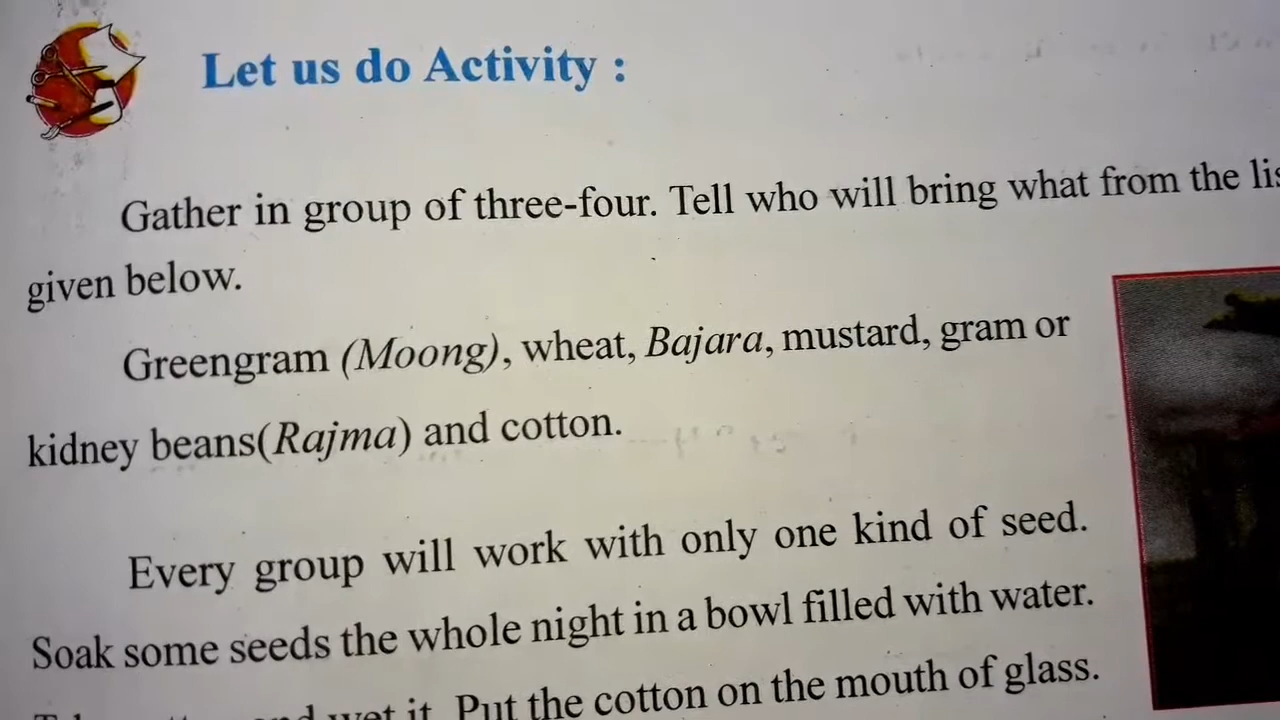 Let us do Activity :
Gather in group of three-four. Tell who will bring what from the
given below.
Greengram (Moong), wheat, Bajara, mustard, gram or
kidney beans(Rajma) and cotton.
Every group will work with only one kind of seed.
Soak some seeds the whole night in a bowl filled with water.
wet it. Put the cotton on the mouth of glass.